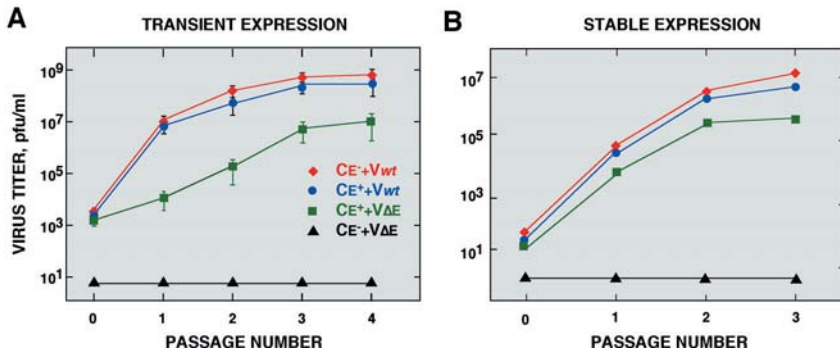 A
TRANSIENT EXPRESSION
VIRUS TITER, pfu/ml
10⁹
10⁷
10⁵
10³
10¹
CE⁻+Vwt
CE⁺+Vwt
CE⁺+VΔE
CE⁻+VΔE
0 1 2 3 4
PASSAGE NUMBER
B
STABLE EXPRESSION
10⁷
10⁵
10³
10¹
0 1 2 3
PASSAGE NUMBER